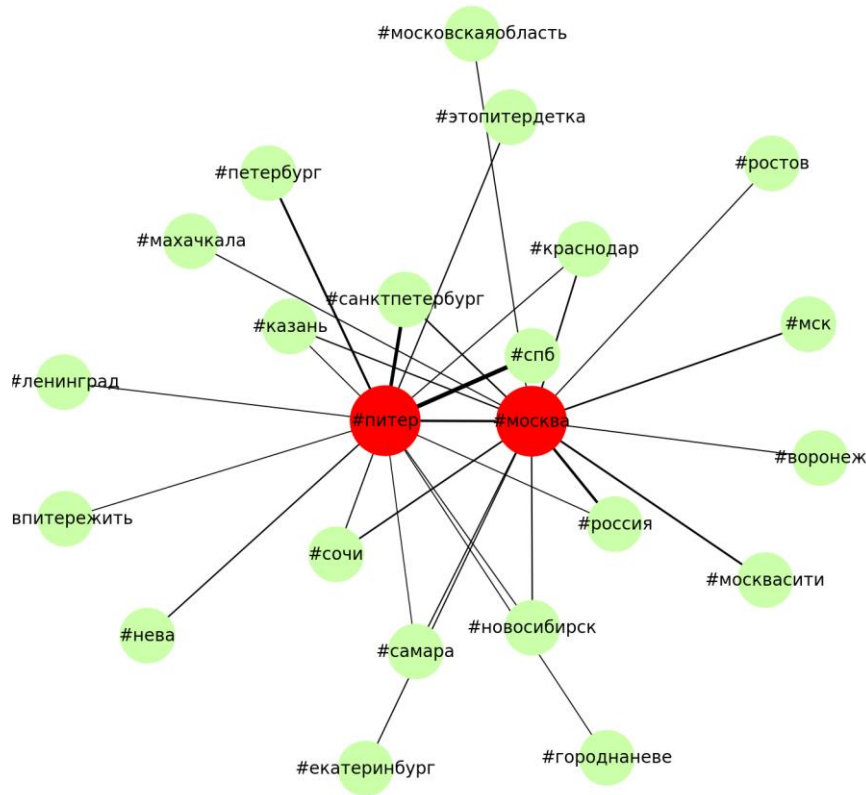 #московскаяобласть
#этопитердетка
#ростов
#петербург
#махачкала
#краснодар
#санктпетербург
#казань
#мск
#спб
#ленинград
#питер
#москва
#воронеж
впитережить
#россия
#сочи
#москвасити
#нева
#новосибирск
#самара
#екатеринбург
#городнаневе